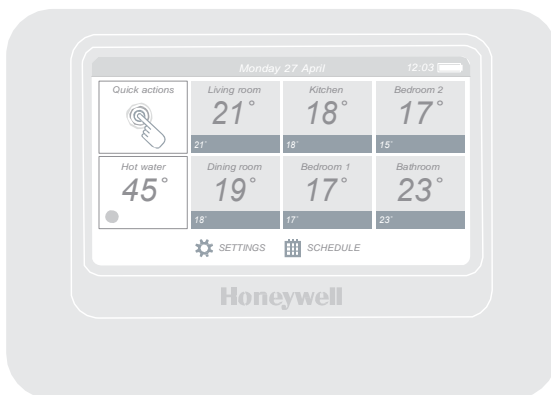 Monday 27 April 12:03
Quick actions Living room Kitchen Bedroom 2
21° 18° 17°
21° 18° 15°
Hot water Dining room Bedroom 1 Bathroom
45° 19° 17° 23°
18° 17° 23°
SETTINGS SCHEDULE
Honeywell